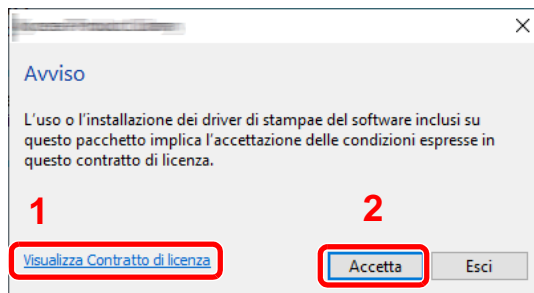 Avviso
L'uso o l'installazione dei driver di stampae del software inclusi su
questo pacchetto implica l'accettazione delle condizioni espresse in
questo contratto di licenza.
1
2
Visualizza Contratto di licenza
Accetta
Esci